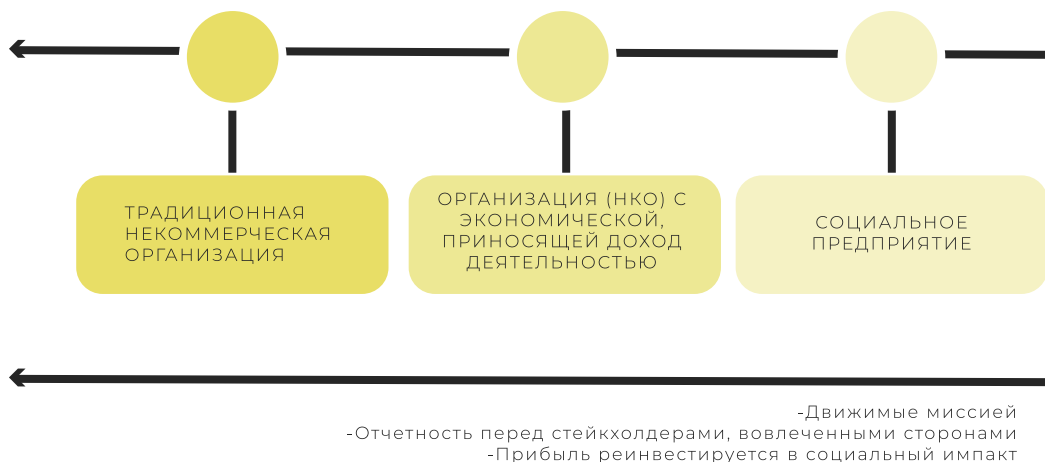 ТРАДИЦИОННАЯ
НЕКОММЕРЧЕСКАЯ
ОРГАНИЗАЦИЯ
ОРГАНИЗАЦИЯ (НКО) С
ЭКОНОМИЧЕСКОЙ,
ПРИНОСЯЩЕЙ ДОХОД
ДЕЯТЕЛЬНОСТЬЮ
СОЦИАЛЬНОЕ
ПРЕДПРИЯТИЕ
-Движимые миссией
-Отчетность перед стейкхолдерами, вовлеченными сторонами
-Прибыль реинвестируется в социальный импакт